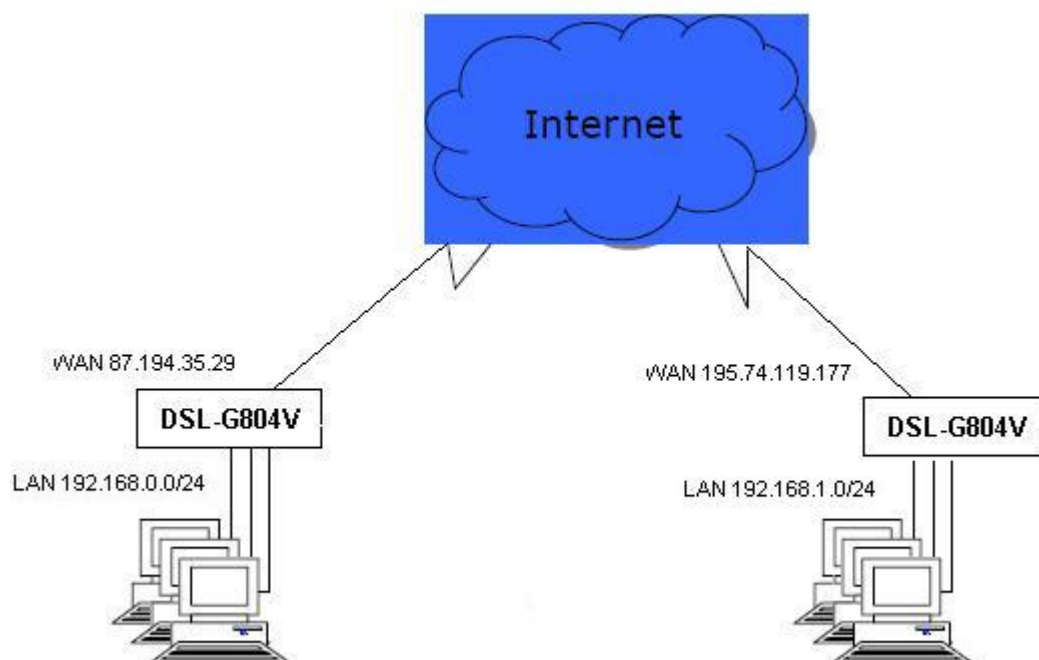 Internet
WAN 87.194.35.29
WAN 195.74.119.177
DSL-G804V
DSL-G804V
LAN 192.168.0.0/24
LAN 192.168.1.0/24